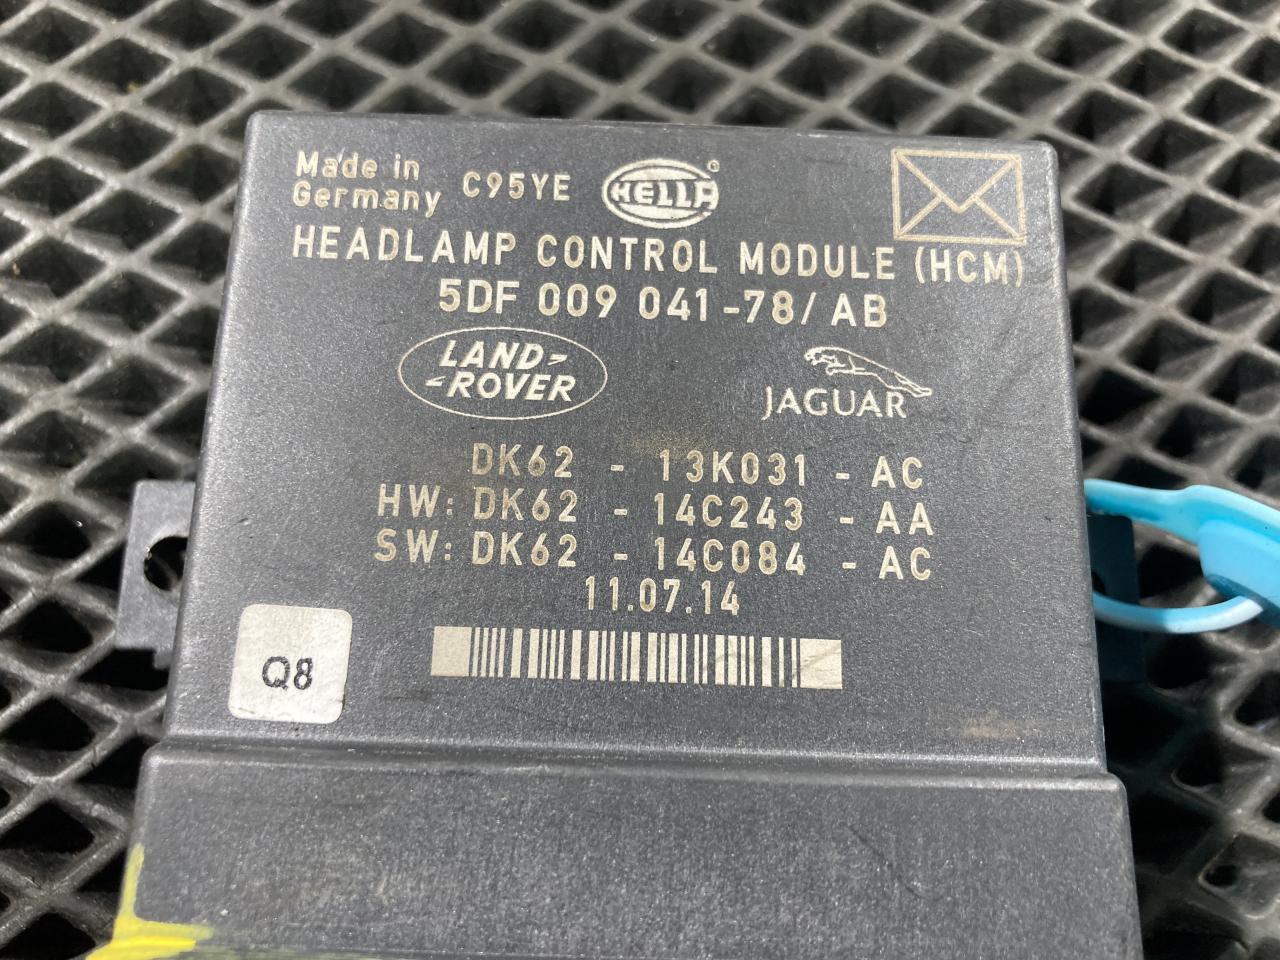 Made in
Germany C95YE HELLA
HEADLAMP CONTROL MODULE (HCM)
5DF 009 041-78/AB
LAND-
-ROVER
JAGUAR
DK62 - 13K031 - AC
HW: DK62 - 14C243 - AA
SW: DK62 - 14C084 - AC
11.07.14
Q8